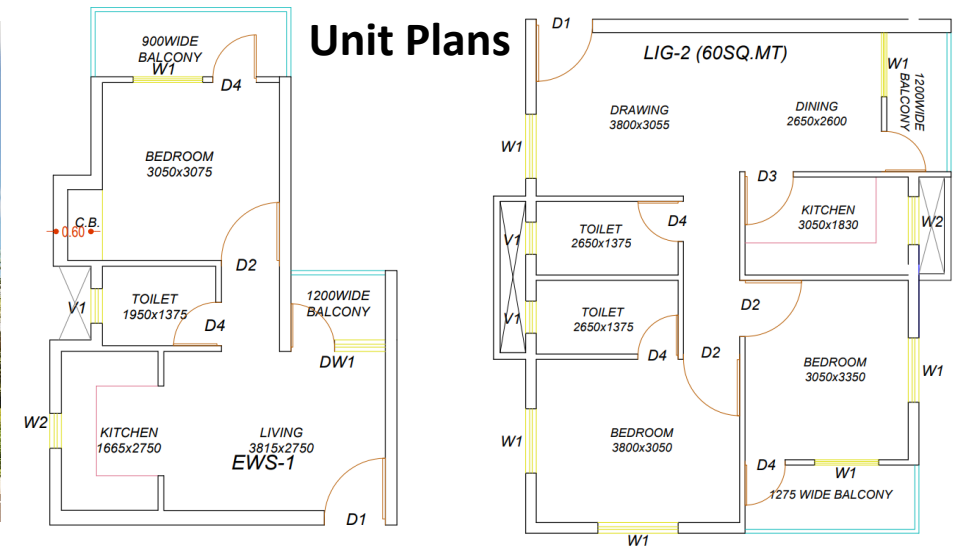 Unit Plans
900WIDE
BALCONY
W1
D4
BEDROOM
3050x3075
C.B.
0.60
D2
1200WIDE
BALCONY
V1
TOILET
1950x1375
D4
DW1
W2
KITCHEN
1665x2750
LIVING
3815x2750
EWS-1
D1
D1
LIG-2 (60SQ.MT)
W1
1200WIDE
BALCONY
DRAWING
3800x3055
DINING
2650x2600
W1
D3
KITCHEN
3050x1830
W2
TOILET
2650x1375
D4
V1
TOILET
2650x1375
V1
D4
D2
D2
BEDROOM
3050x3350
W1
BEDROOM
3800x3050
W1
D4
W1
1275 WIDE BALCONY
W1